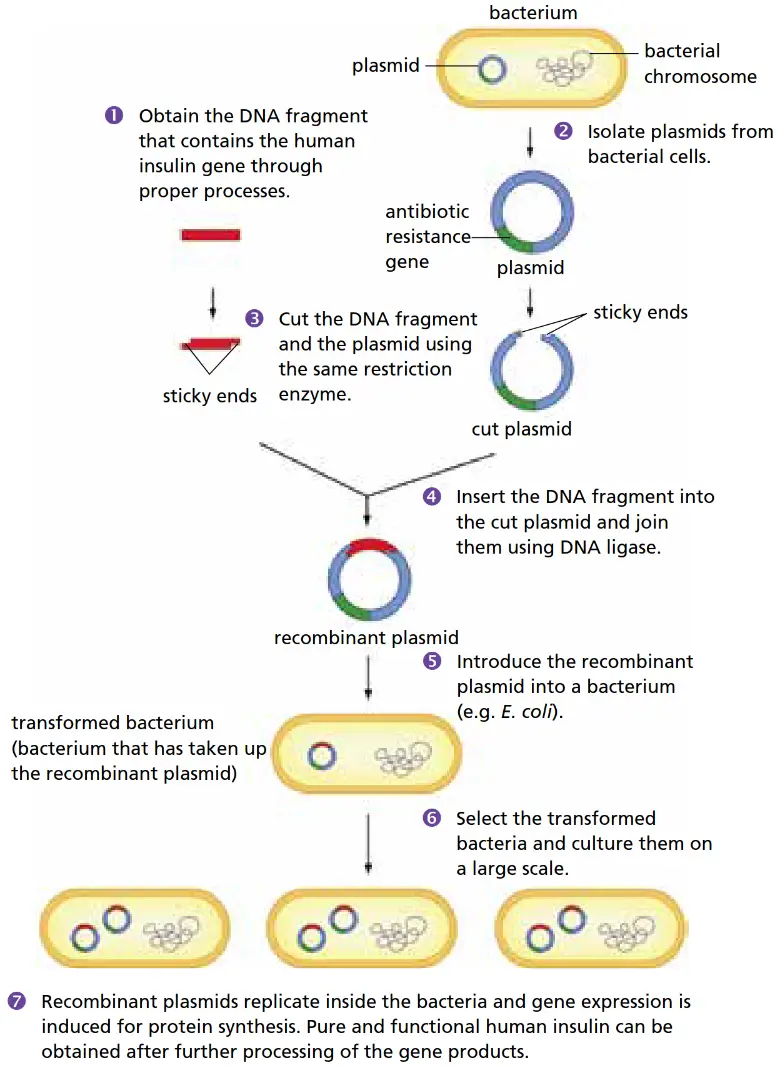 bacterium
plasmid
bacterial
chromosome
❶ Obtain the DNA fragment
that contains the human
insulin gene through
proper processes.
❷ Isolate plasmids from
bacterial cells.
antibiotic
resistance
gene
plasmid
❸ Cut the DNA fragment
and the plasmid using
the same restriction
enzyme.
sticky ends
sticky ends
cut plasmid
❹ Insert the DNA fragment into
the cut plasmid and join
them using DNA ligase.
recombinant plasmid
❺ Introduce the recombinant
plasmid into a bacterium
(e.g. E. coli).
transformed bacterium
(bacterium that has taken up
the recombinant plasmid)
❻ Select the transformed
bacteria and culture them on
a large scale.
❼ Recombinant plasmids replicate inside the bacteria and gene expression is
induced for protein synthesis. Pure and functional human insulin can be
obtained after further processing of the gene products.